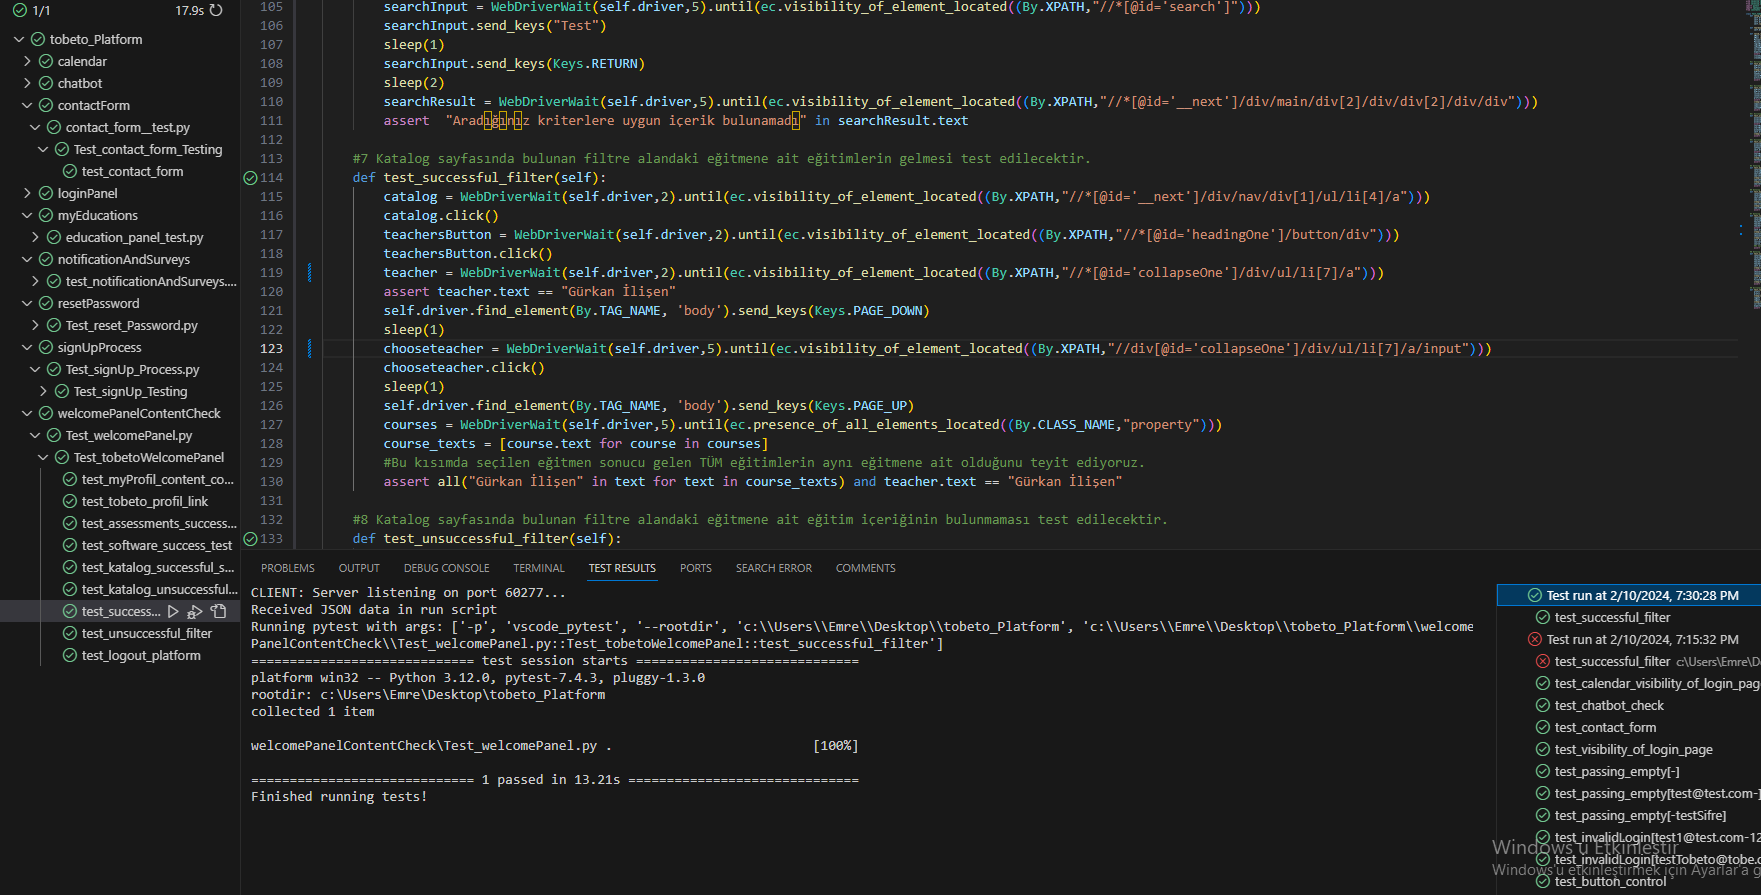 1/1 17.9s
tobeto_Platform
calendar
chatbot
contactForm
contact_form__test.py
Test_contact_form_Testing
test_contact_form
loginPanel
myEducations
education_panel_test.py
notificationAndSurveys
test_notificationAndSurveys....
resetPassword
Test_reset_Password.py
signUpProcess
Test_signUp_Process.py
Test_signUp_Testing
welcomePanelContentCheck
Test_welcomePanel.py
Test_tobetoWelcomePanel
test_myProfil_content_co...
test_tobeto_profil_link
test_assessments_success...
test_software_success_test
test_katalog_successful_s...
test_katalog_unsuccessful...
test_success...
test_unsuccessful_filter
test_logout_platform
105 searchInput = WebDriverWait(self.driver,5).until(ec.visibility_of_element_located((By.XPATH,"//*[@id='search']")))
106 searchInput.send_keys("Test")
107 sleep(1)
108 searchInput.send_keys(Keys.RETURN)
109 sleep(2)
110 searchResult = WebDriverWait(self.driver,5).until(ec.visibility_of_element_located((By.XPATH,"//*[@id='__next']/div/main/div[2]/div/div[2]/div/div")))
111 assert  "Aradığınız kriterlere uygun içerik bulunamadı" in searchResult.text
112
113 #7 Katalog sayfasında bulunan filtre alandaki eğitmene ait eğitimlerin gelmesi test edilecektir.
114 def test_successful_filter(self):
115 catalog = WebDriverWait(self.driver,2).until(ec.visibility_of_element_located((By.XPATH,"//*[@id='__next']/div/nav/div[1]/ul/li[4]/a")))
116 catalog.click()
117 teachersButton = WebDriverWait(self.driver,2).until(ec.visibility_of_element_located((By.XPATH,"//*[@id='headingOne']/button/div")))
118 teachersButton.click()
119 teacher = WebDriverWait(self.driver,2).until(ec.visibility_of_element_located((By.XPATH,"//*[@id='collapseOne']/div/ul/li[7]/a")))
120 assert teacher.text == "Gürkan İlişen"
121 self.driver.find_element(By.TAG_NAME, 'body').send_keys(Keys.PAGE_DOWN)
122 sleep(1)
123 chooseteacher = WebDriverWait(self.driver,5).until(ec.visibility_of_element_located((By.XPATH,"//div[@id='collapseOne']/div/ul/li[7]/a/input")))
124 chooseteacher.click()
125 sleep(1)
126 self.driver.find_element(By.TAG_NAME, 'body').send_keys(Keys.PAGE_UP)
127 courses = WebDriverWait(self.driver,5).until(ec.presence_of_all_elements_located((By.CLASS_NAME,"property")))
128 course_texts = [course.text for course in courses]
129 #Bu kısımda seçilen eğitmen sonucu gelen TÜM eğitimlerin aynı eğitmene ait olduğunu teyit ediyoruz.
130 assert all("Gürkan İlişen" in text for text in course_texts) and teacher.text == "Gürkan İlişen"
131
132 #8 Katalog sayfasında bulunan filtre alandaki eğitmene ait eğitim içeriğinin bulunmaması test edilecektir.
133 def test_unsuccessful_filter(self):
PROBLEMS OUTPUT DEBUG CONSOLE TERMINAL TEST RESULTS PORTS SEARCH ERROR COMMENTS
CLIENT: Server listening on port 60277...
Received JSON data in run script
Running pytest with args: ['-p', 'vscode_pytest', '--rootdir', 'c:\\Users\\Emre\\Desktop\\tobeto_Platform', 'c:\\Users\\Emre\\Desktop\\tobeto_Platform\\welcome
PanelContentCheck\\Test_welcomePanel.py::Test_tobetoWelcomePanel::test_successful_filter']
============================= test session starts =============================
platform win32 -- Python 3.12.0, pytest-7.4.3, pluggy-1.3.0
rootdir: c:\Users\Emre\Desktop\tobeto_Platform
collected 1 item
welcomePanelContentCheck\Test_welcomePanel.py . [100%]
============================= 1 passed in 13.21s ==============================
Finished running tests!
Test run at 2/10/2024, 7:30:28 PM
test_successful_filter
Test run at 2/10/2024, 7:15:32 PM
test_successful_filter c:\Users\Emre\D
test_calendar_visibility_of_login_pag
test_chatbot_check
test_contact_form
test_visibility_of_login_page
test_passing_empty[-]
test_passing_empty[test@test.com-]
test_passing_empty[-testSifre]
test_invalidLogin[test1@test.com-12
test_invalidLogin[testTobeto@tobe.c
test_button_control
Windows'u Etkinleştir
Windows'u etkinleştirmek için Ayarlar'a g